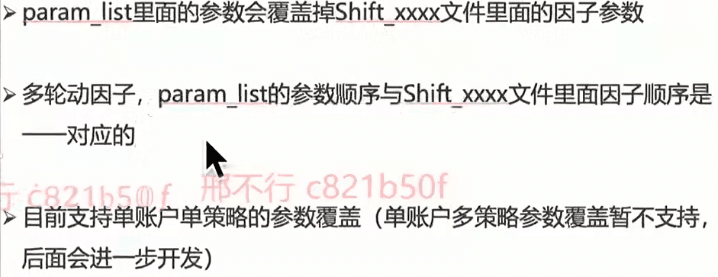 ➢ param_list里面的参数会覆盖掉Shift_xxxx文件里面的因子参数
➢ 多轮动因子，param_list的参数顺序与Shift_xxxx文件里面因子顺序是
一一对应的
行 c821b50f 邢不行 c821b50f
➢ 目前支持单账户单策略的参数覆盖（单账户多策略参数覆盖暂不支持，
后面会进一步开发）